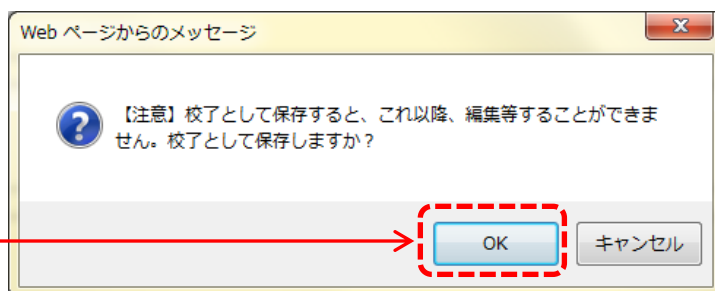 Web ページからのメッセージ
【注意】校了として保存すると、これ以降、編集等することができま
せん。校了として保存しますか？
OK
キャンセル